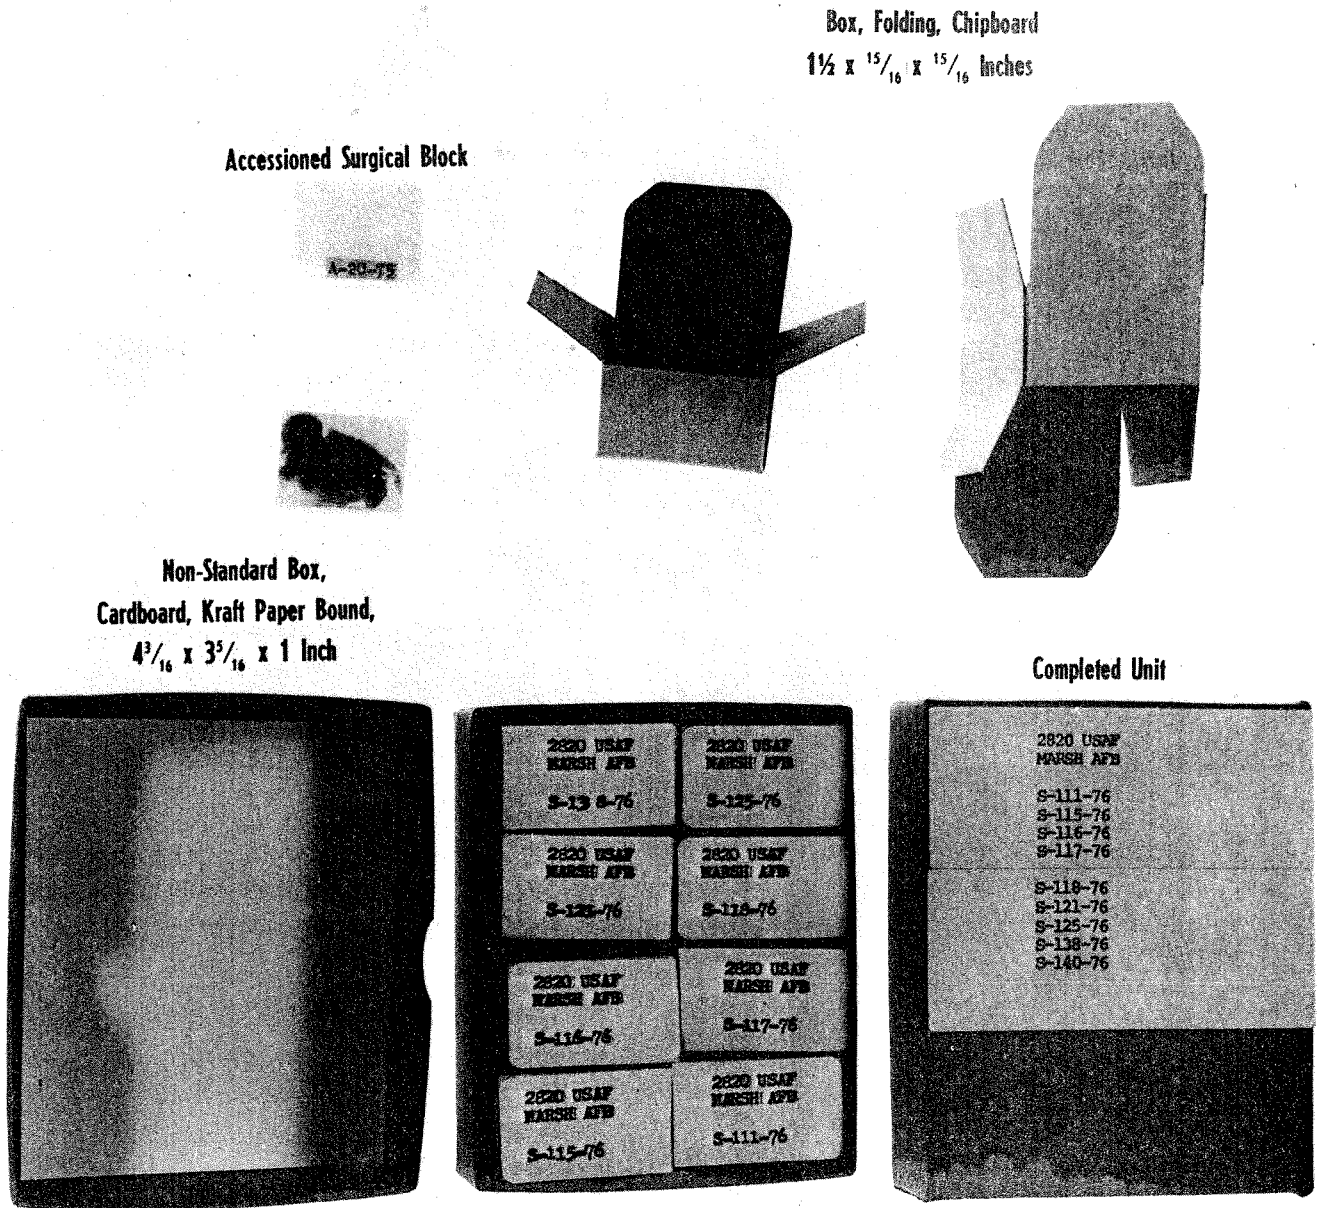 Box, Folding, Chipboard
1½ x 15/16 x 15/16 Inches
Accessioned Surgical Block
A-20-75
Non-Standard Box,
Cardboard, Kraft Paper Bound,
4 3/16 x 3 5/16 x 1 Inch
Completed Unit
2820 USAF
MARSH AFB
S-13 8-76
2820 USAF
MARSH AFB
S-125-76
2820 USAF
MARSH AFB
S-121-76
2820 USAF
MARSH AFB
S-118-76
2820 USAF
MARSH AFB
S-116-76
2820 USAF
MARSH AFB
S-117-76
2820 USAF
MARSH AFB
S-115-76
2820 USAF
MARSH AFB
S-111-76
2820 USAF
MARSH AFB
S-111-76
S-115-76
S-116-76
S-117-76
S-118-76
S-121-76
S-125-76
S-138-76
S-140-76